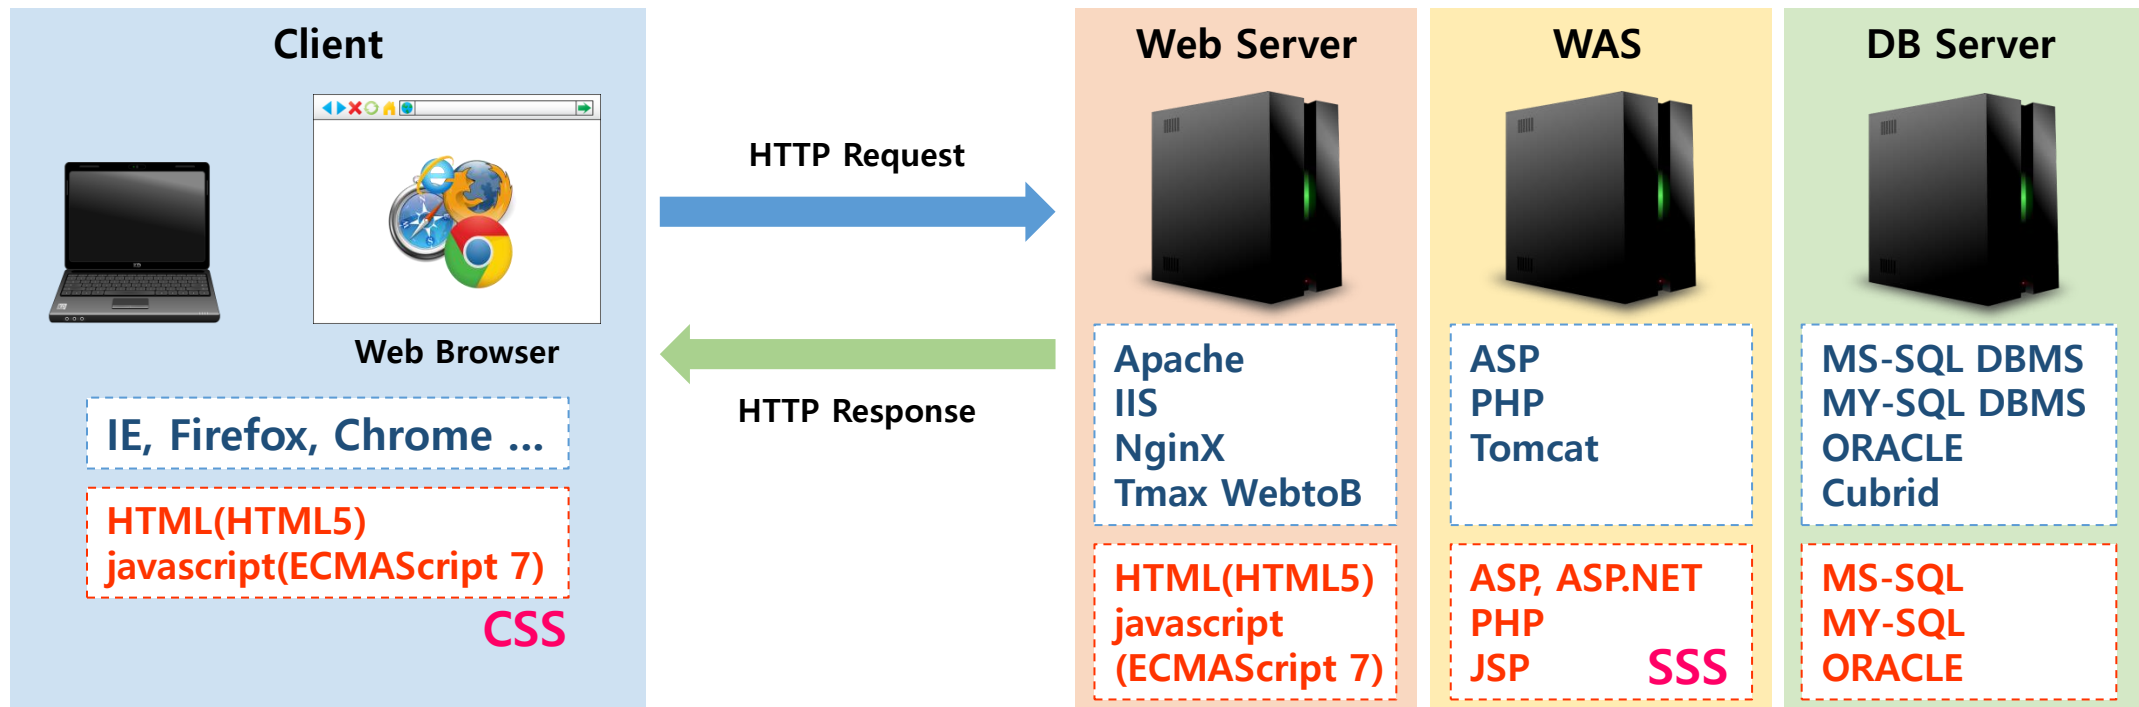 Client
Web Browser
IE, Firefox, Chrome ...
HTML(HTML5)
javascript(ECMAScript 7)
CSS
HTTP Request
HTTP Response
Web Server
Apache
IIS
NginX
Tmax WebtoB
HTML(HTML5)
javascript
(ECMAScript 7)
WAS
ASP
PHP
Tomcat
ASP, ASP.NET
PHP
JSP
SSS
DB Server
MS-SQL DBMS
MY-SQL DBMS
ORACLE
Cubrid
MS-SQL
MY-SQL
ORACLE